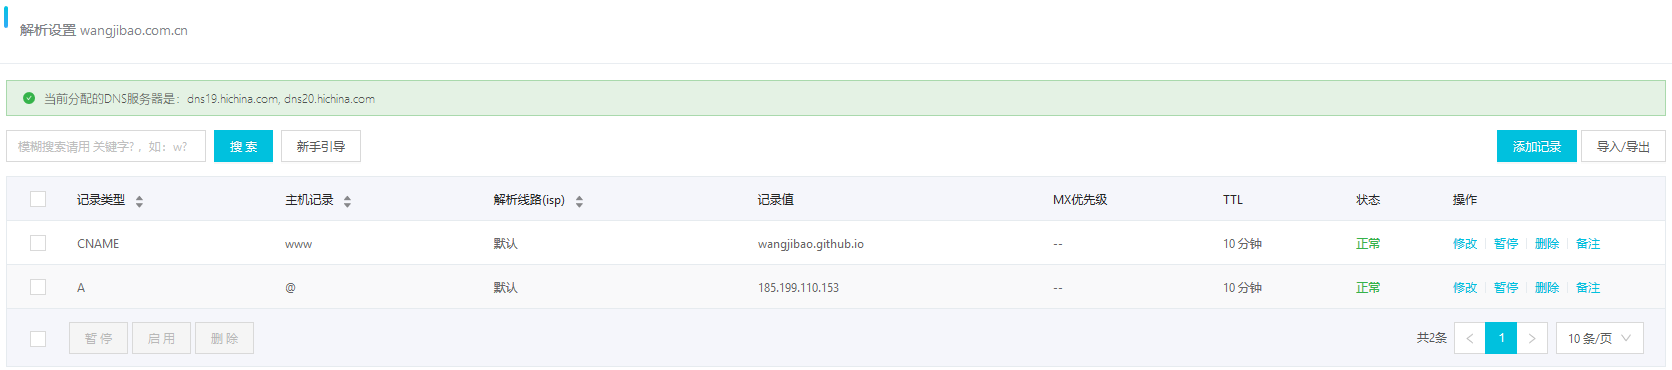 解析设置 wangjibao.com.cn
当前分配的DNS服务器是：dns19.hichina.com, dns20.hichina.com
模糊搜索请用 关键字? ，如：w? 搜 索 新手引导 添加记录 导入/导出
记录类型 主机记录 解析线路(isp) 记录值 MX优先级 TTL 状态 操作
CNAME www 默认 wangjibao.github.io -- 10 分钟 正常 修改 暂停 删除 备注
A @ 默认 185.199.110.153 -- 10 分钟 正常 修改 暂停 删除 备注
暂 停 启 用 删 除 共2条 < 1 > 10 条/页